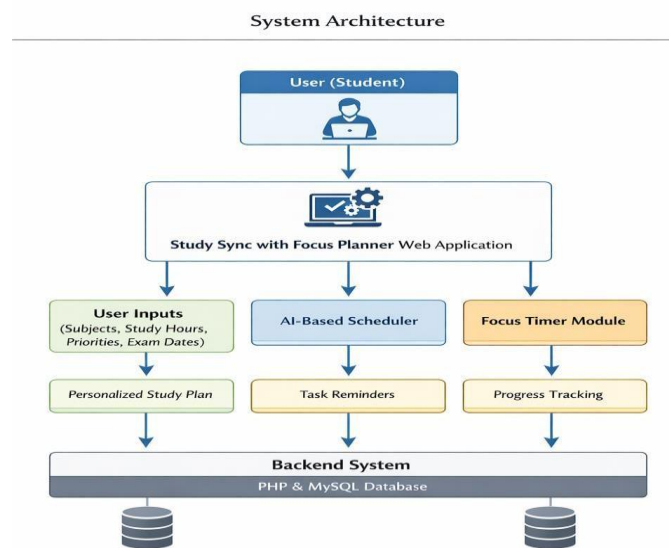 System Architecture
User (Student)
Study Sync with Focus Planner Web Application
User Inputs
(Subjects, Study Hours,
Priorities, Exam Dates)
AI-Based Scheduler
Focus Timer Module
Personalized Study Plan
Task Reminders
Progress Tracking
Backend System
PHP & MySQL Database